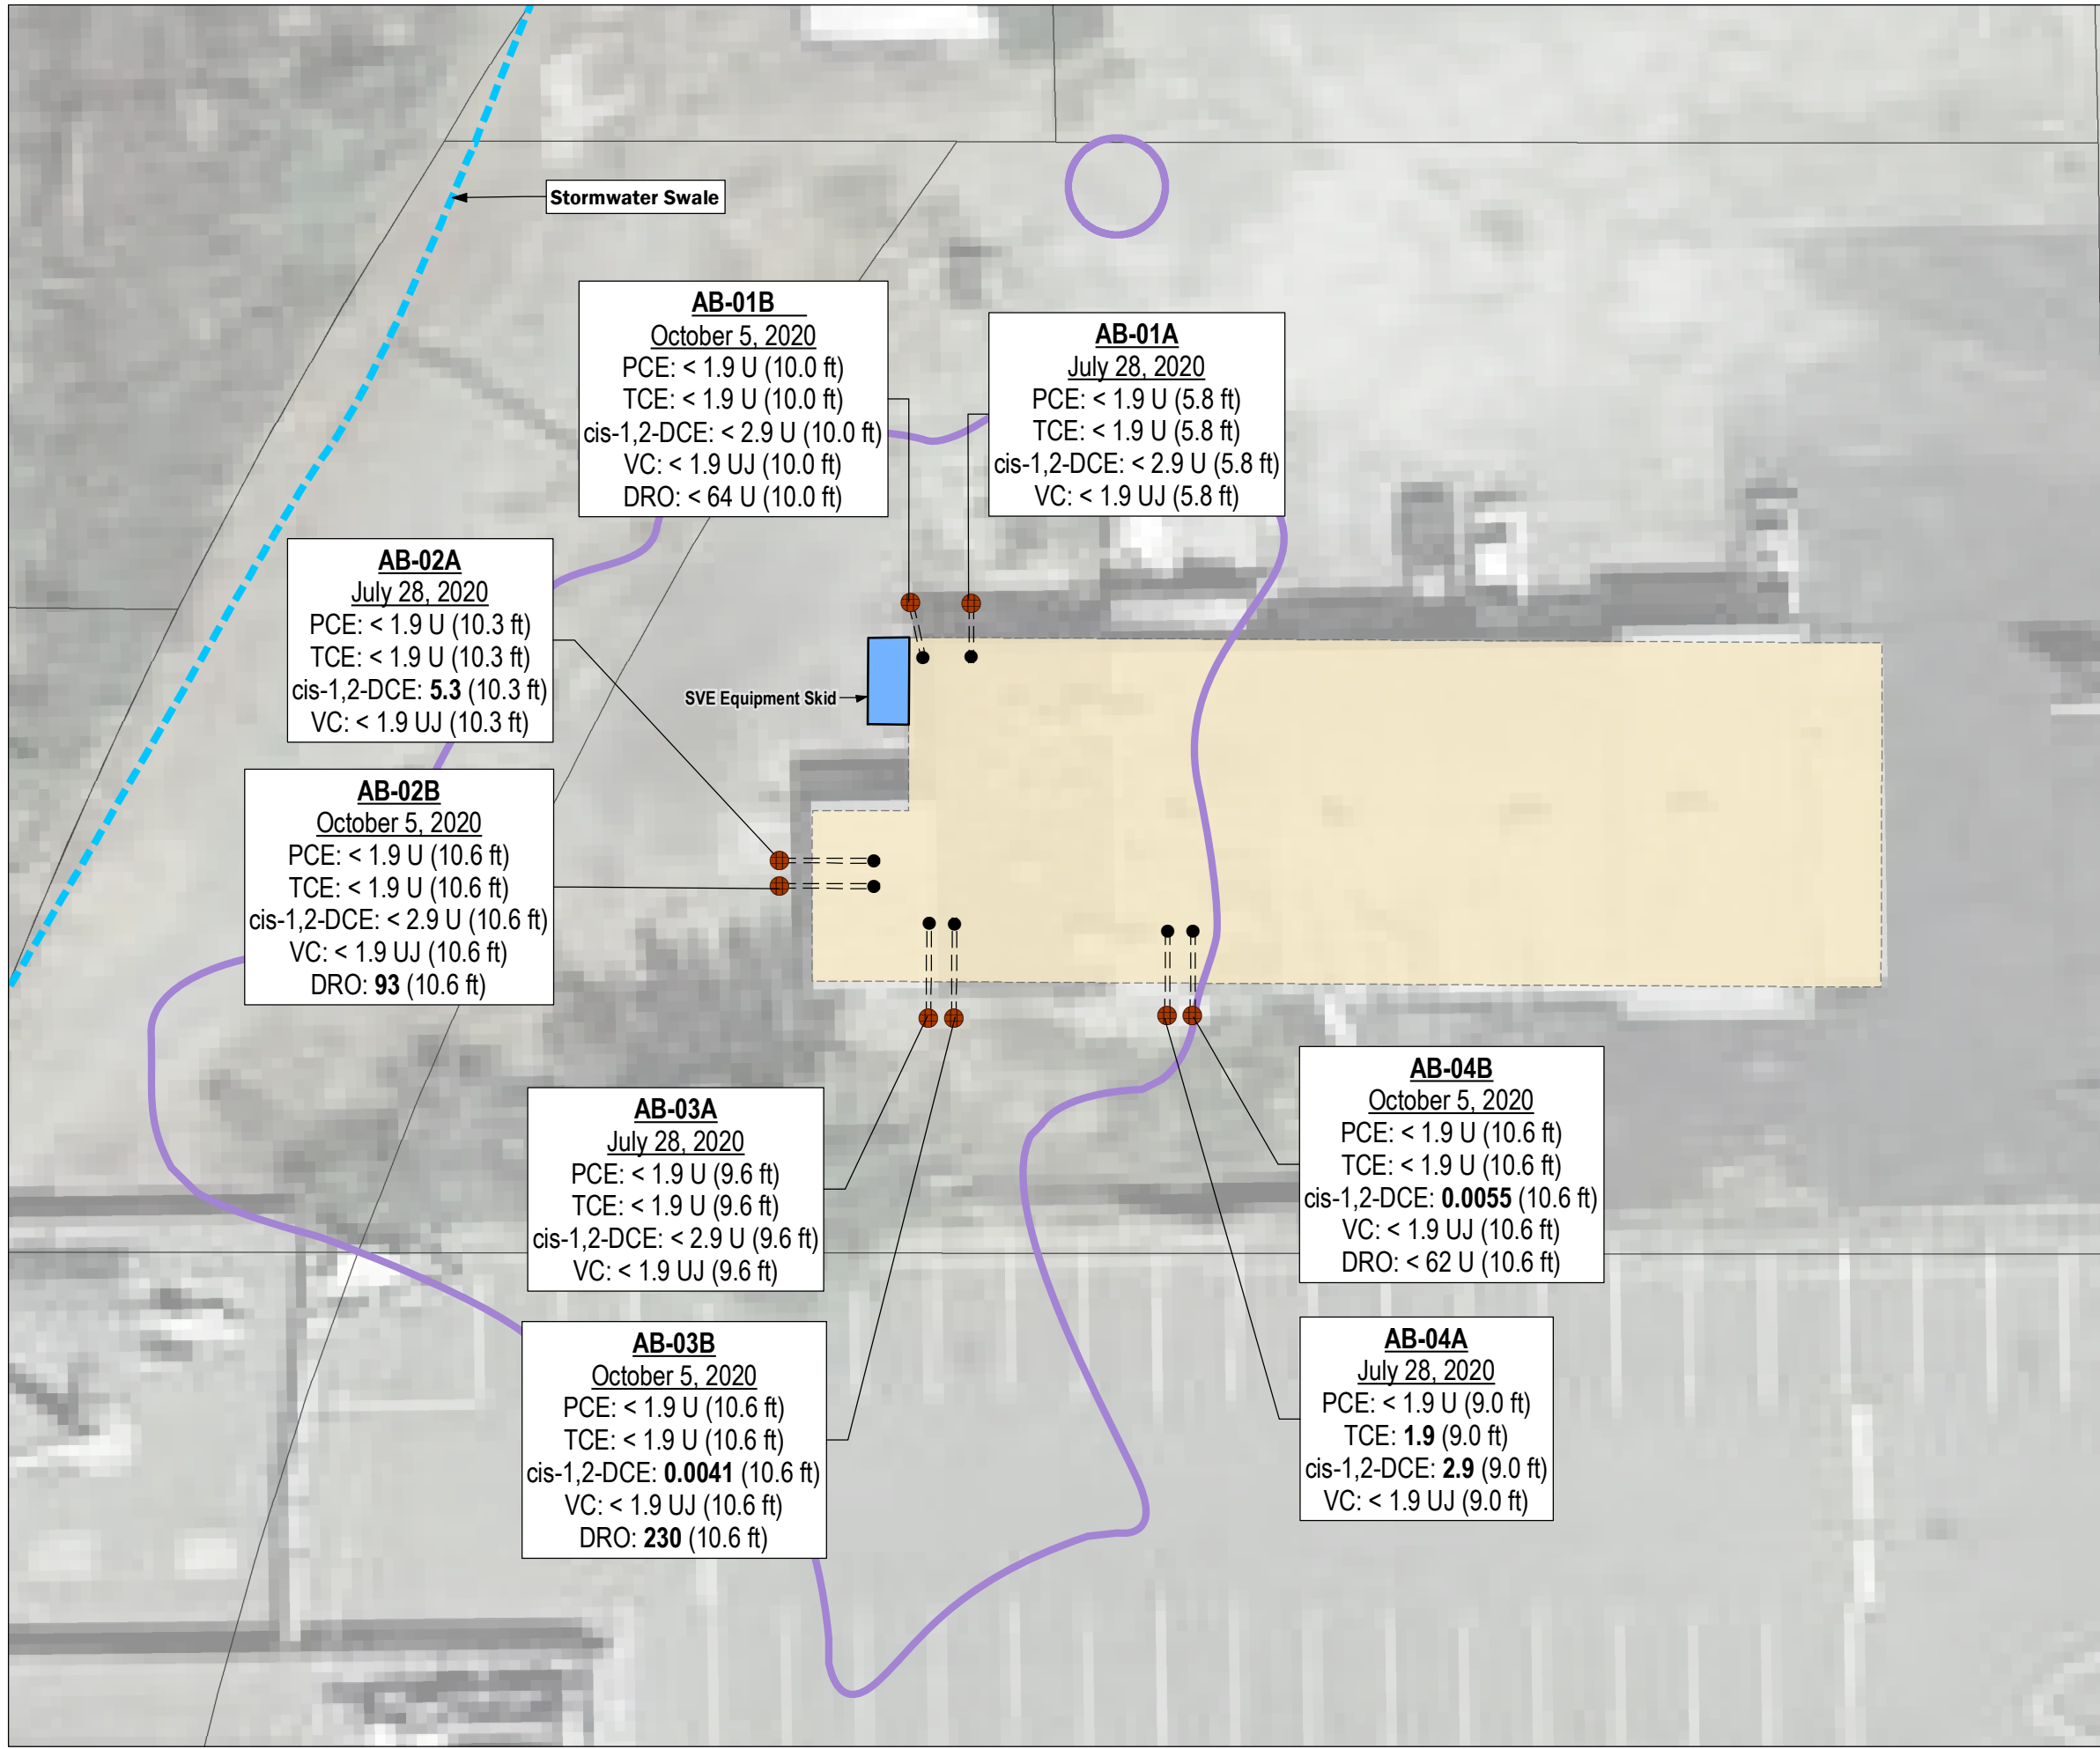 Stormwater Swale
AB-01B
October 5, 2020
PCE: < 1.9 U (10.0 ft)
TCE: < 1.9 U (10.0 ft)
cis-1,2-DCE: < 2.9 U (10.0 ft)
VC: < 1.9 UJ (10.0 ft)
DRO: < 64 U (10.0 ft)
AB-01A
July 28, 2020
PCE: < 1.9 U (5.8 ft)
TCE: < 1.9 U (5.8 ft)
cis-1,2-DCE: < 2.9 U (5.8 ft)
VC: < 1.9 UJ (5.8 ft)
AB-02A
July 28, 2020
PCE: < 1.9 U (10.3 ft)
TCE: < 1.9 U (10.3 ft)
cis-1,2-DCE: 5.3 (10.3 ft)
VC: < 1.9 UJ (10.3 ft)
SVE Equipment Skid
AB-02B
October 5, 2020
PCE: < 1.9 U (10.6 ft)
TCE: < 1.9 U (10.6 ft)
cis-1,2-DCE: < 2.9 U (10.6 ft)
VC: < 1.9 UJ (10.6 ft)
DRO: 93 (10.6 ft)
AB-03A
July 28, 2020
PCE: < 1.9 U (9.6 ft)
TCE: < 1.9 U (9.6 ft)
cis-1,2-DCE: < 2.9 U (9.6 ft)
VC: < 1.9 UJ (9.6 ft)
AB-04B
October 5, 2020
PCE: < 1.9 U (10.6 ft)
TCE: < 1.9 U (10.6 ft)
cis-1,2-DCE: 0.0055 (10.6 ft)
VC: < 1.9 UJ (10.6 ft)
DRO: < 62 U (10.6 ft)
AB-03B
October 5, 2020
PCE: < 1.9 U (10.6 ft)
TCE: < 1.9 U (10.6 ft)
cis-1,2-DCE: 0.0041 (10.6 ft)
VC: < 1.9 UJ (10.6 ft)
DRO: 230 (10.6 ft)
AB-04A
July 28, 2020
PCE: < 1.9 U (9.0 ft)
TCE: 1.9 (9.0 ft)
cis-1,2-DCE: 2.9 (9.0 ft)
VC: < 1.9 UJ (9.0 ft)